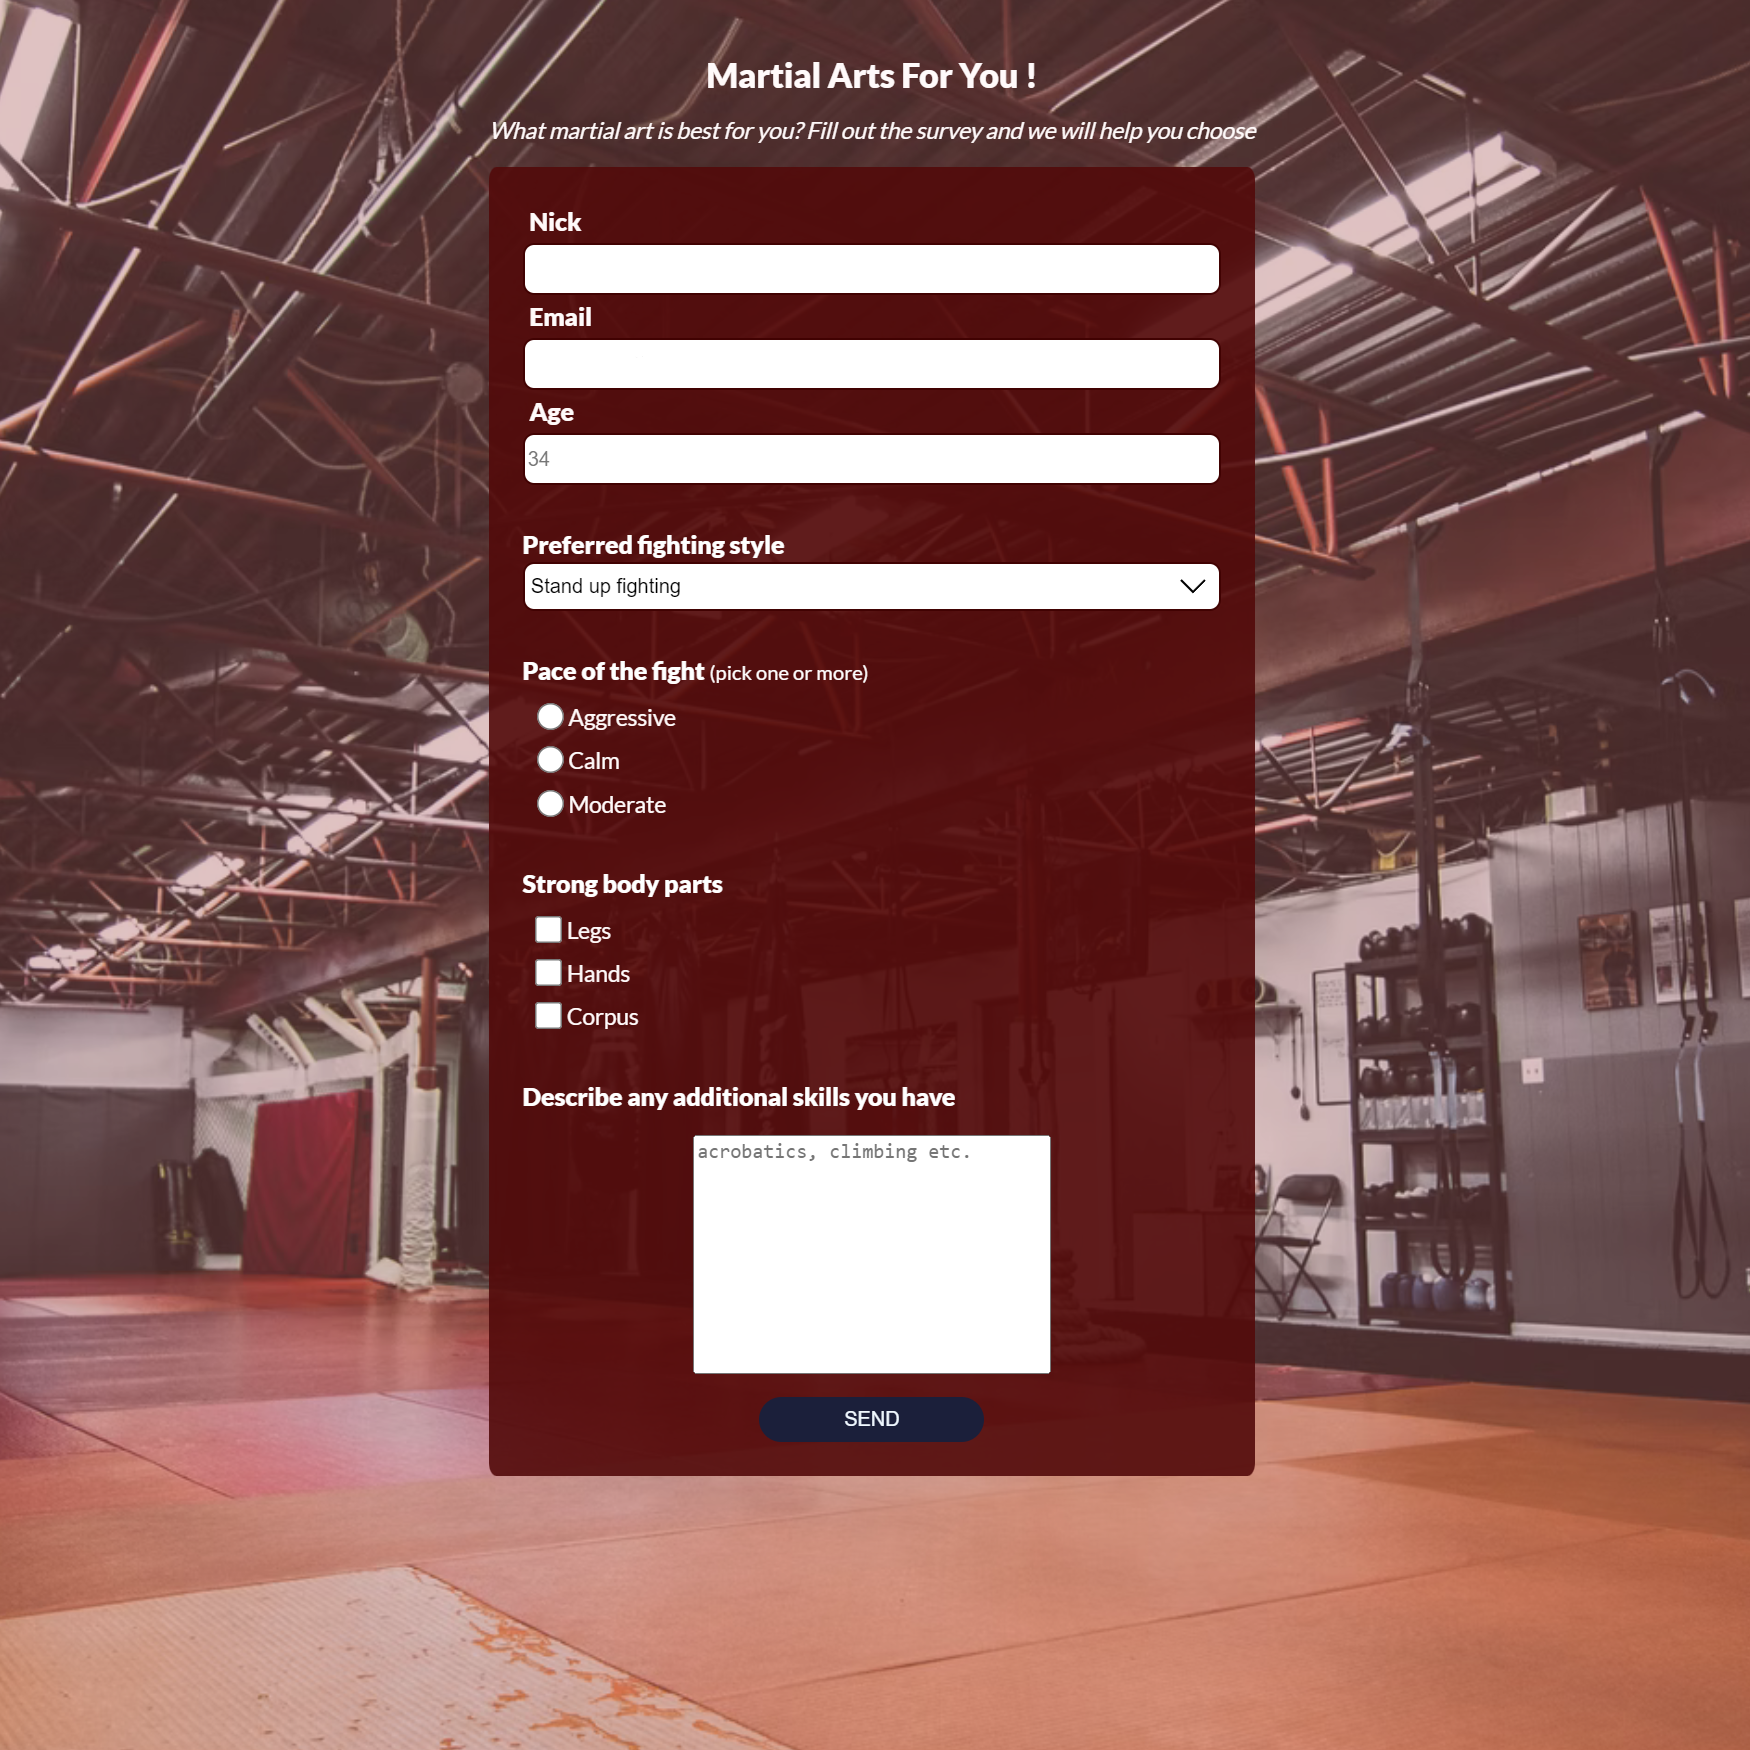 Martial Arts For You !
What martial art is best for you? Fill out the survey and we will help you choose
Nick
Email
Age
34
Preferred fighting style
Stand up fighting
Pace of the fight (pick one or more)
Aggressive
Calm
Moderate
Strong body parts
Legs
Hands
Corpus
Describe any additional skills you have
acrobatics, climbing etc.
SEND